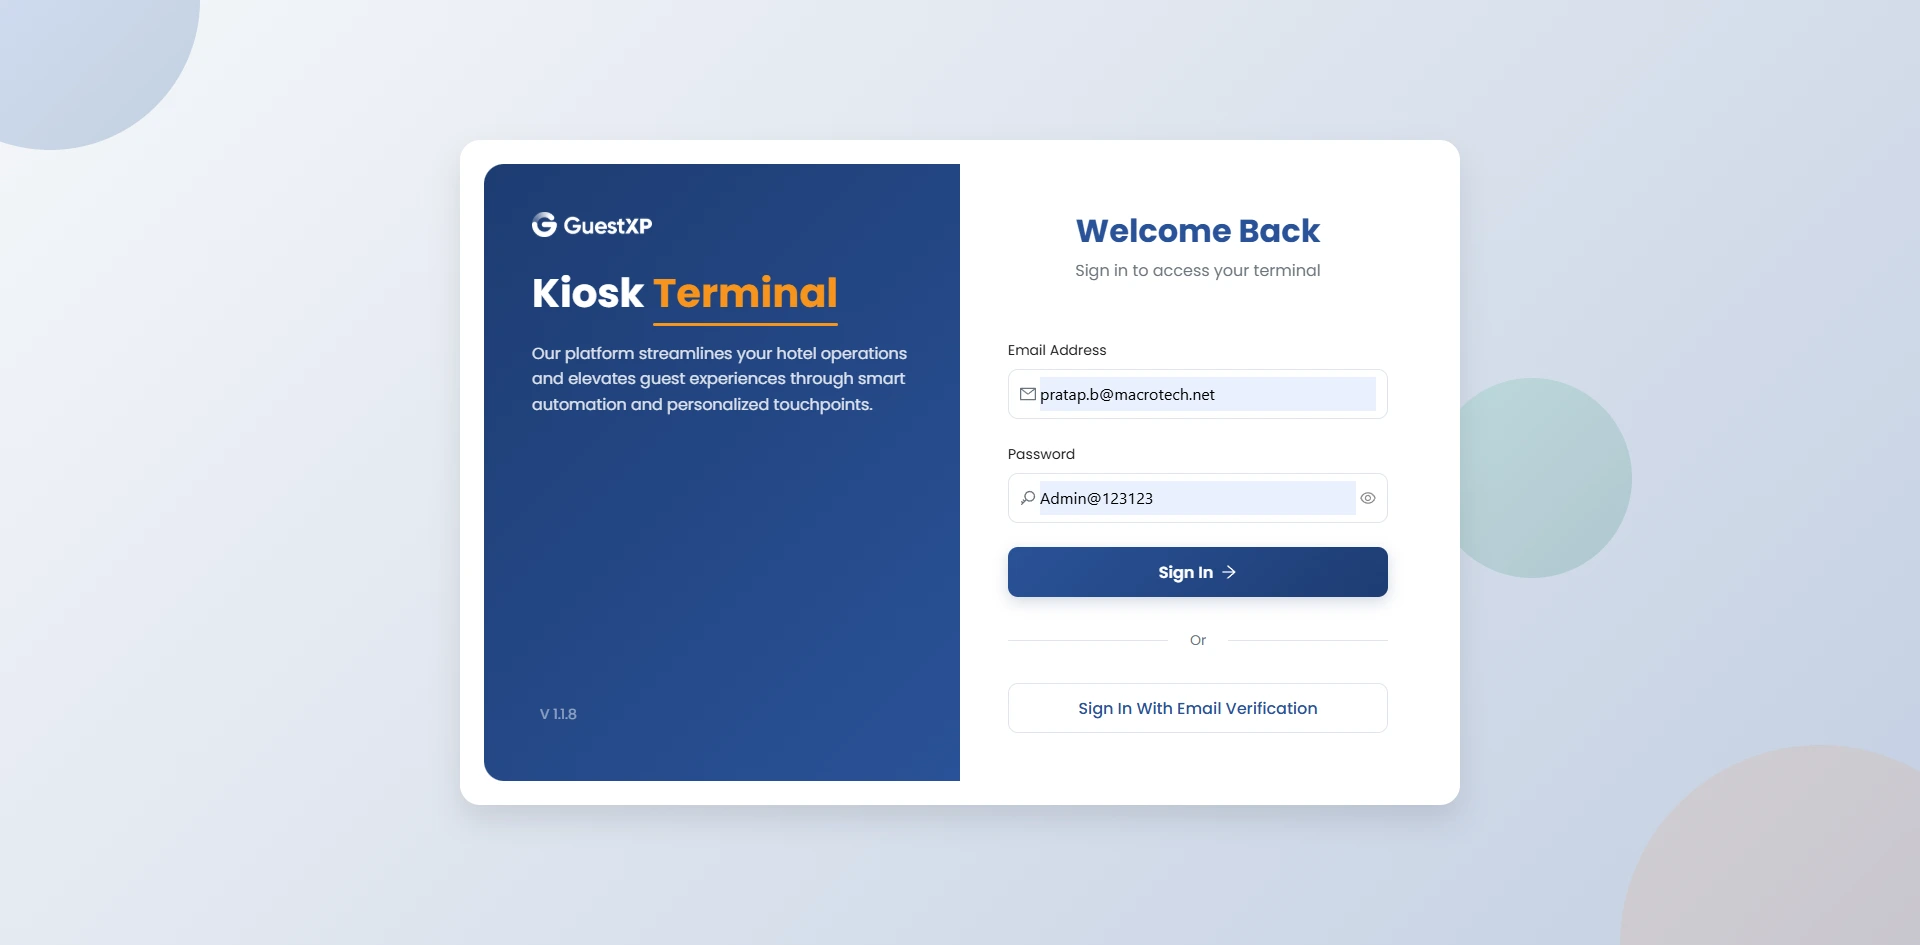 GuestXP
Kiosk Terminal
Our platform streamlines your hotel operations
and elevates guest experiences through smart
automation and personalized touchpoints.
V 1.1.8
Welcome Back
Sign in to access your terminal
Email Address
pratap.b@macrotech.net
Password
Admin@123123
Sign In
Or
Sign In With Email Verification